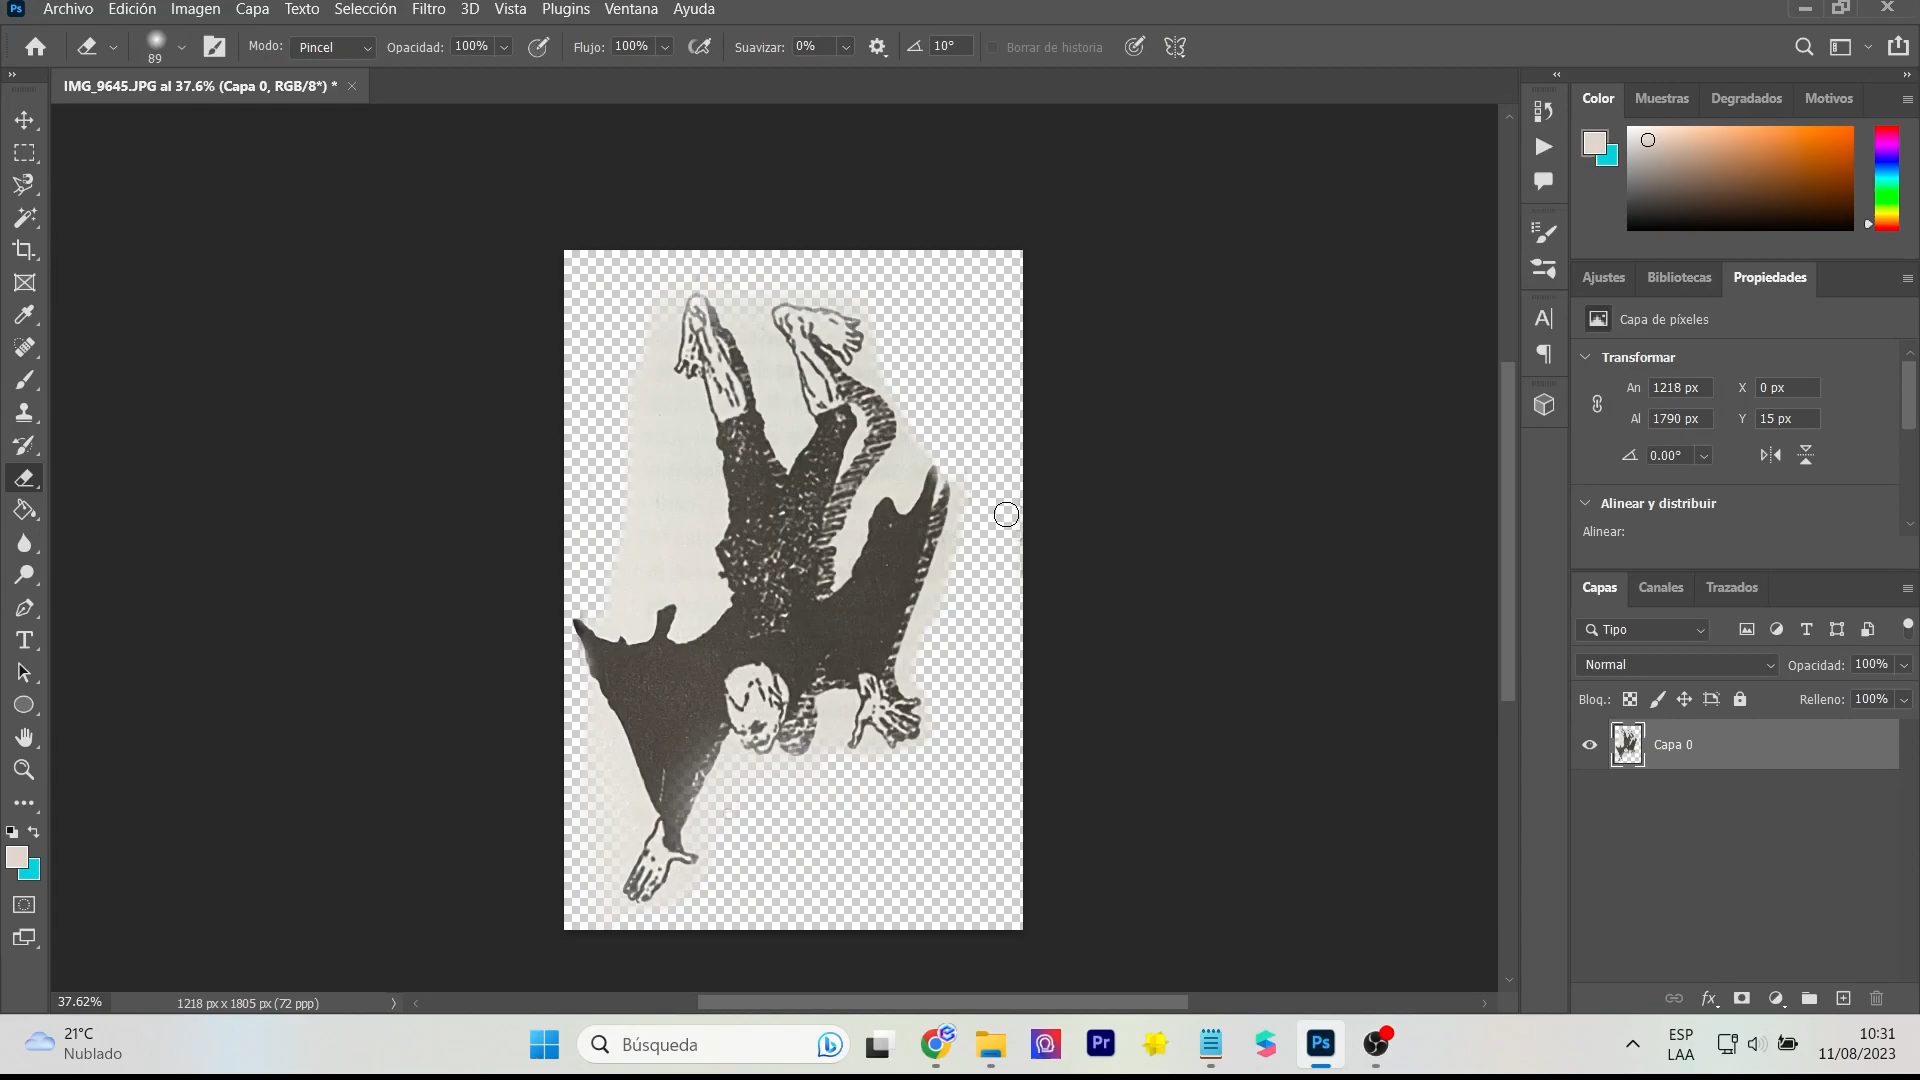 Ps Archivo Edición Imagen Capa Texto Selección Filtro 3D Vista Plugins Ventana Ayuda
89 Modo: Pincel Opacidad: 100% Flujo: 100% Suavizar: 0% 10° Borrar de historia
IMG_9645.JPG al 37.6% (Capa 0, RGB/8*) *
Color Muestras Degradados Motivos
Ajustes Bibliotecas Propiedades
Capa de píxeles
Transformar
An 1218 px X 0 px
Al 1790 px Y 15 px
0.00°
Alinear y distribuir
Alinear:
Capas Canales Trazados
Tipo
Normal Opacidad: 100%
Bloq.: Relleno: 100%
Capa 0
fx
37.62% 1218 px x 1805 px (72 ppp)
21°C
Nublado
Búsqueda
Pr
Ps
ESP
LAA
10:31
11/08/2023